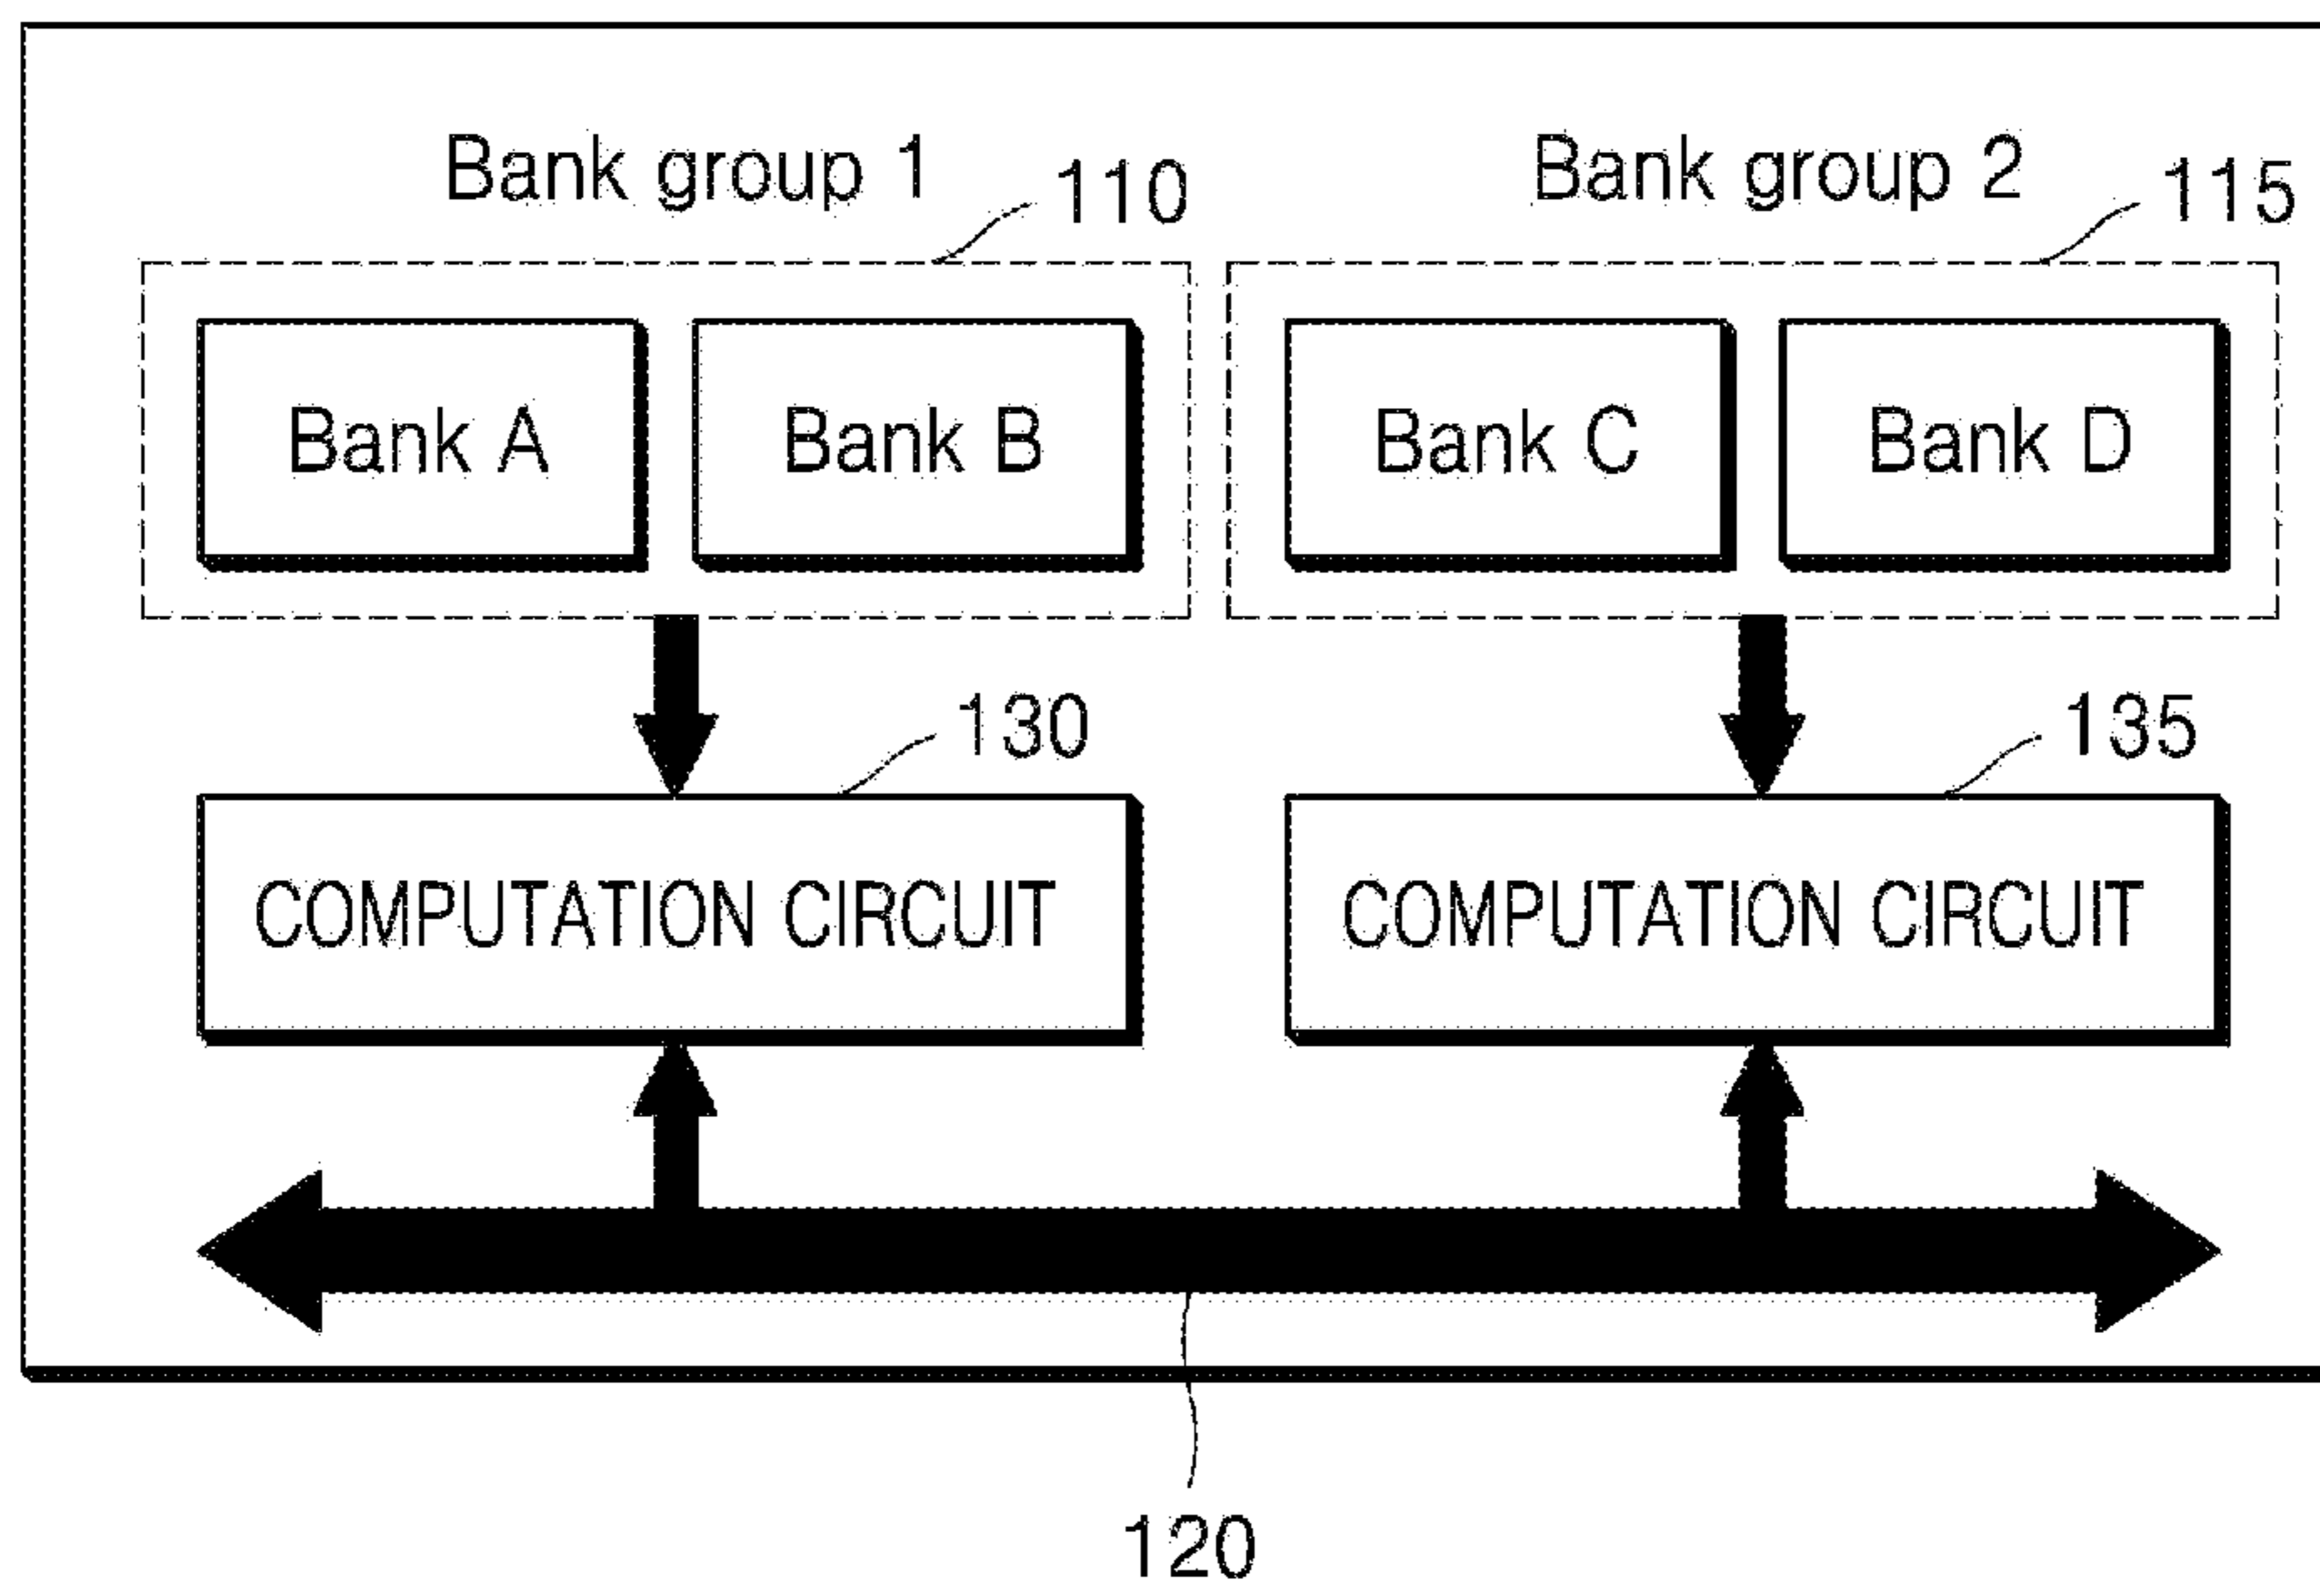 Bank group 1
110
Bank group 2
115
Bank A
Bank B
Bank C
Bank D
130
135
COMPUTATION CIRCUIT
COMPUTATION CIRCUIT
120